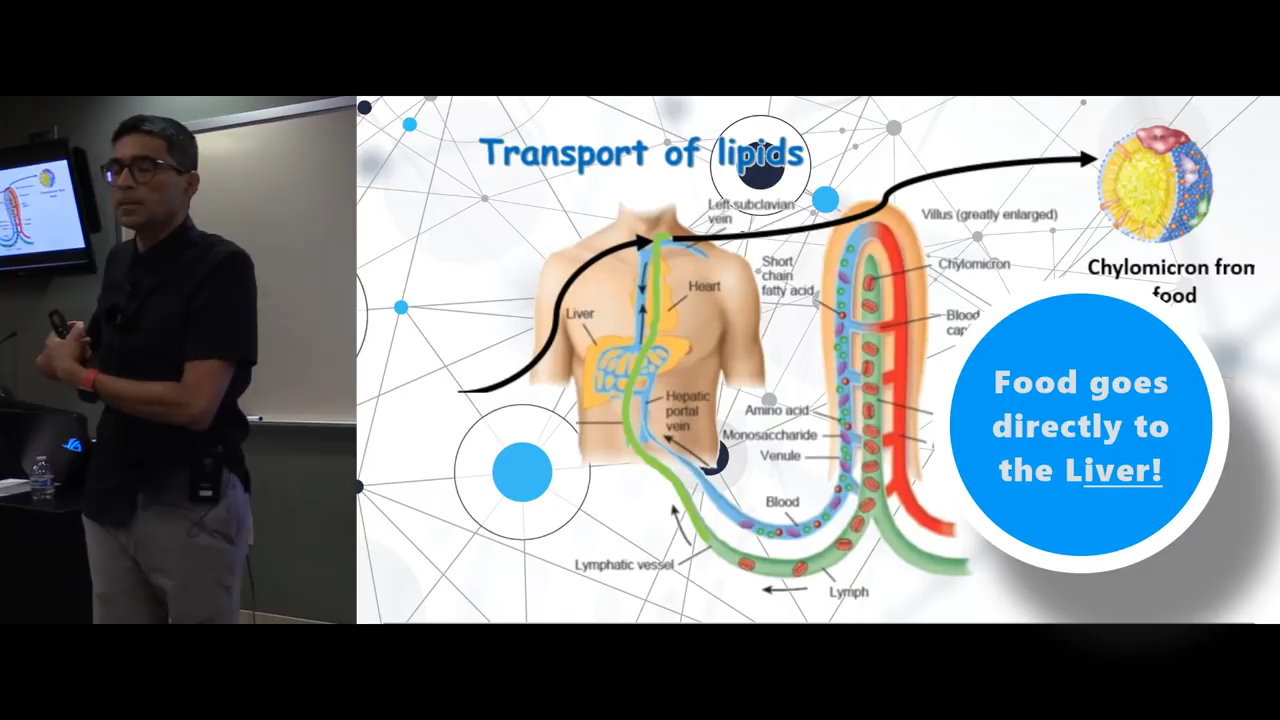 Transport of lipids
Left subclavian
vein
Villus (greatly enlarged)
Short
chain
fatty acid
Chylomicron
Chylomicron from
food
Heart
Liver
Blood
Food goes
directly to
the Liver!
Hepatic
portal
vein
Amino acid
Monosaccharide
Venule
Blood
Lymphatic vessel
Lymph